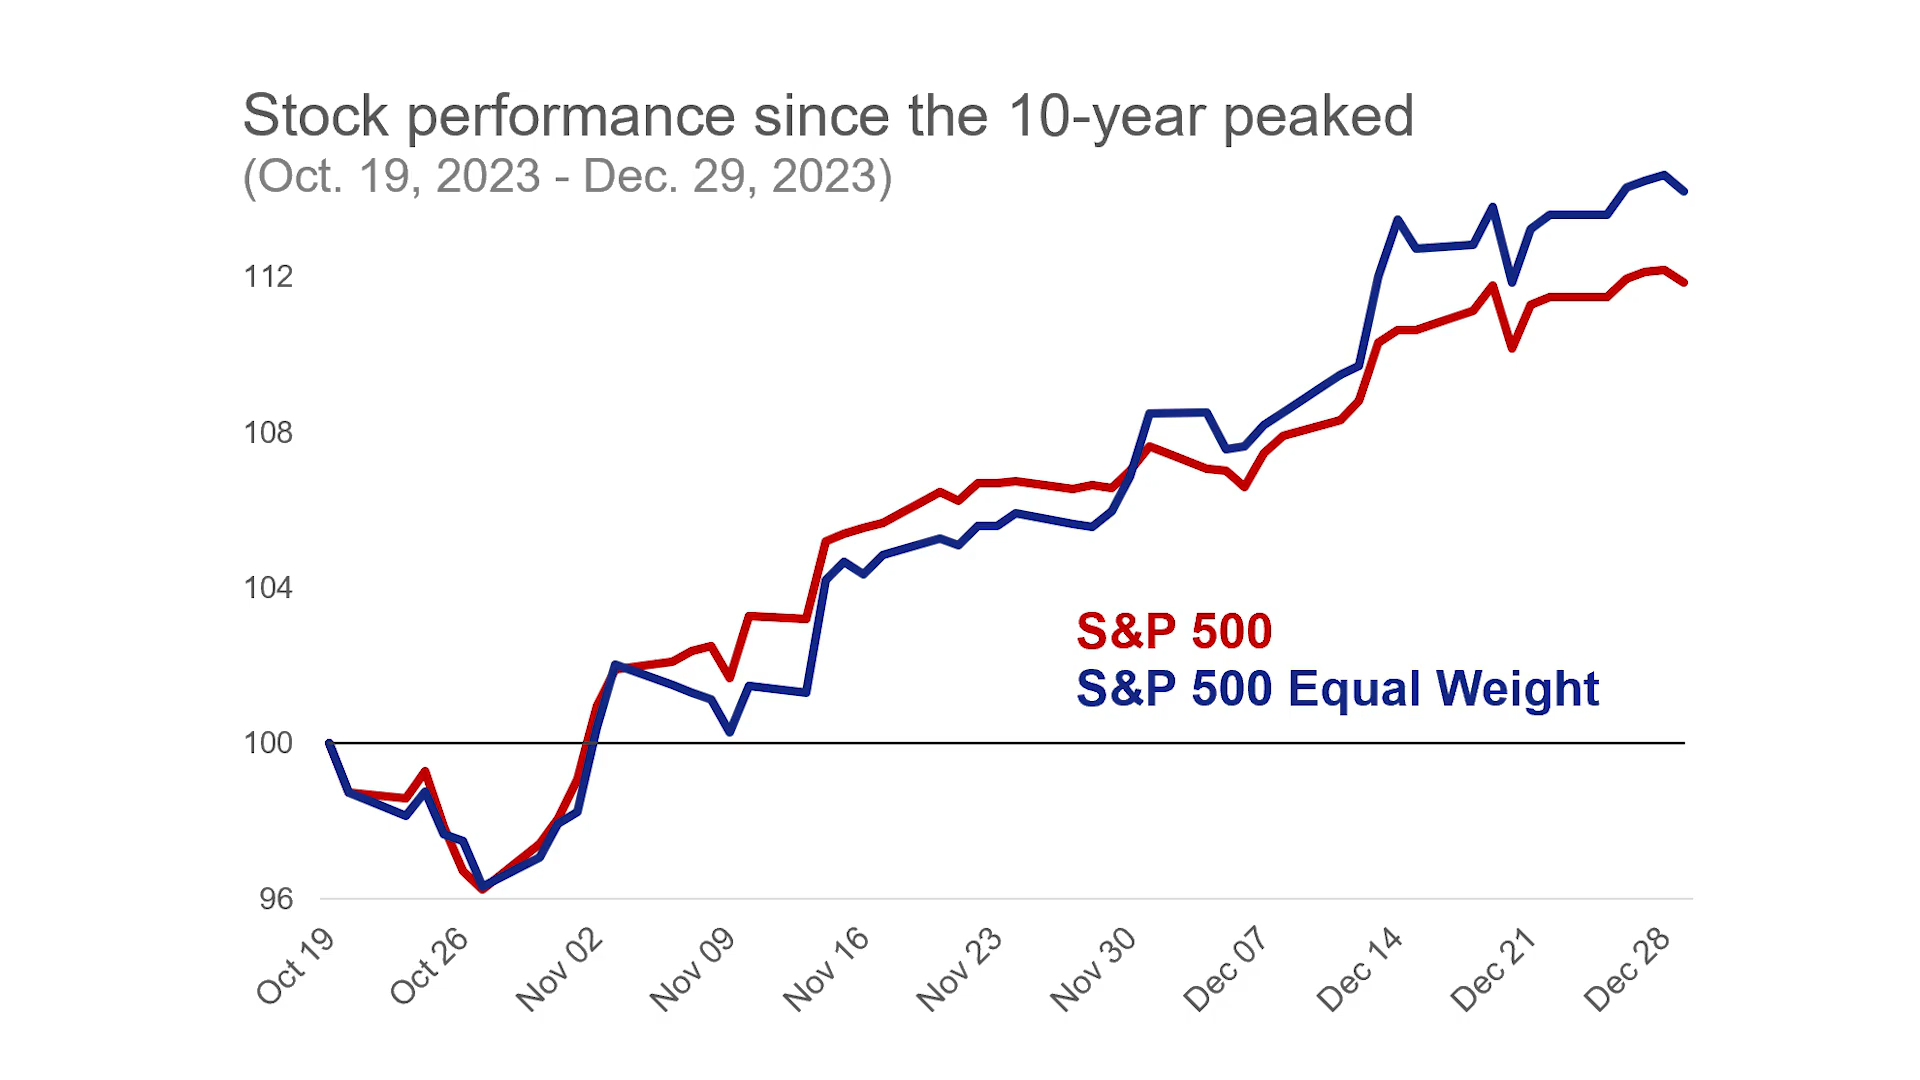 Stock performance since the 10-year peaked
(Oct. 19, 2023 - Dec. 29, 2023)
112
108
104
100
96
S&P 500
S&P 500 Equal Weight
Oct 19
Oct 26
Nov 02
Nov 09
Nov 16
Nov 23
Nov 30
Dec 07
Dec 14
Dec 21
Dec 28